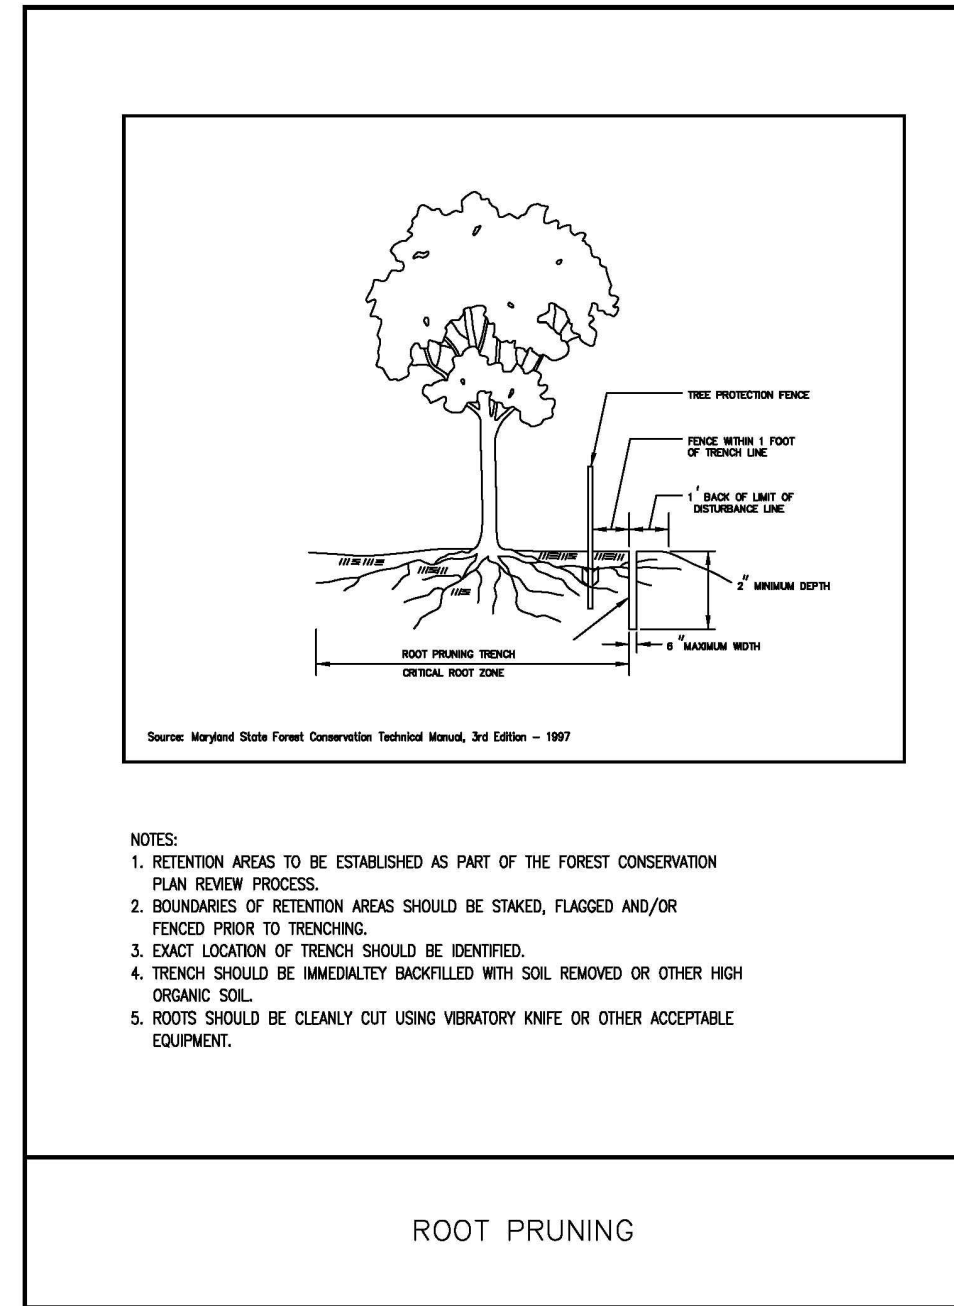 TREE PROTECTION FENCE
FENCE WITHIN 1 FOOT
OF TRENCH LINE
1' BACK OF LIMIT OF
DISTURBANCE LINE
2" MINIMUM DEPTH
6" MAXIMUM WIDTH
ROOT PRUNING TRENCH
CRITICAL ROOT ZONE
Source: Maryland State Forest Conservation Technical Manual, 3rd Edition – 1997
NOTES:
1. RETENTION AREAS TO BE ESTABLISHED AS PART OF THE FOREST CONSERVATION
PLAN REVIEW PROCESS.
2. BOUNDARIES OF RETENTION AREAS SHOULD BE STAKED, FLAGGED AND/OR
FENCED PRIOR TO TRENCHING.
3. EXACT LOCATION OF TRENCH SHOULD BE IDENTIFIED.
4. TRENCH SHOULD BE IMMEDIALTEY BACKFILLED WITH SOIL REMOVED OR OTHER HIGH
ORGANIC SOIL.
5. ROOTS SHOULD BE CLEANLY CUT USING VIBRATORY KNIFE OR OTHER ACCEPTABLE
EQUIPMENT.
ROOT PRUNING